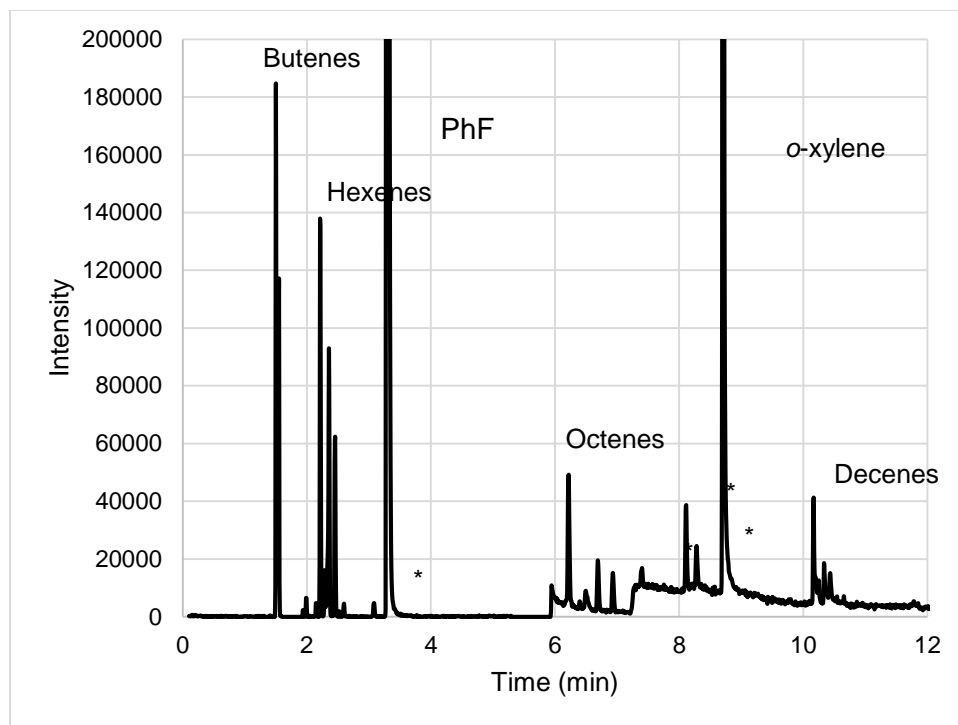 200000
180000
160000
140000
120000
100000
80000
60000
40000
20000
0
Intensity
Butenes
PhF
o-xylene
Hexenes
Octenes
Decenes
*
*
*
*
0 2 4 6 8 10 12
Time (min)